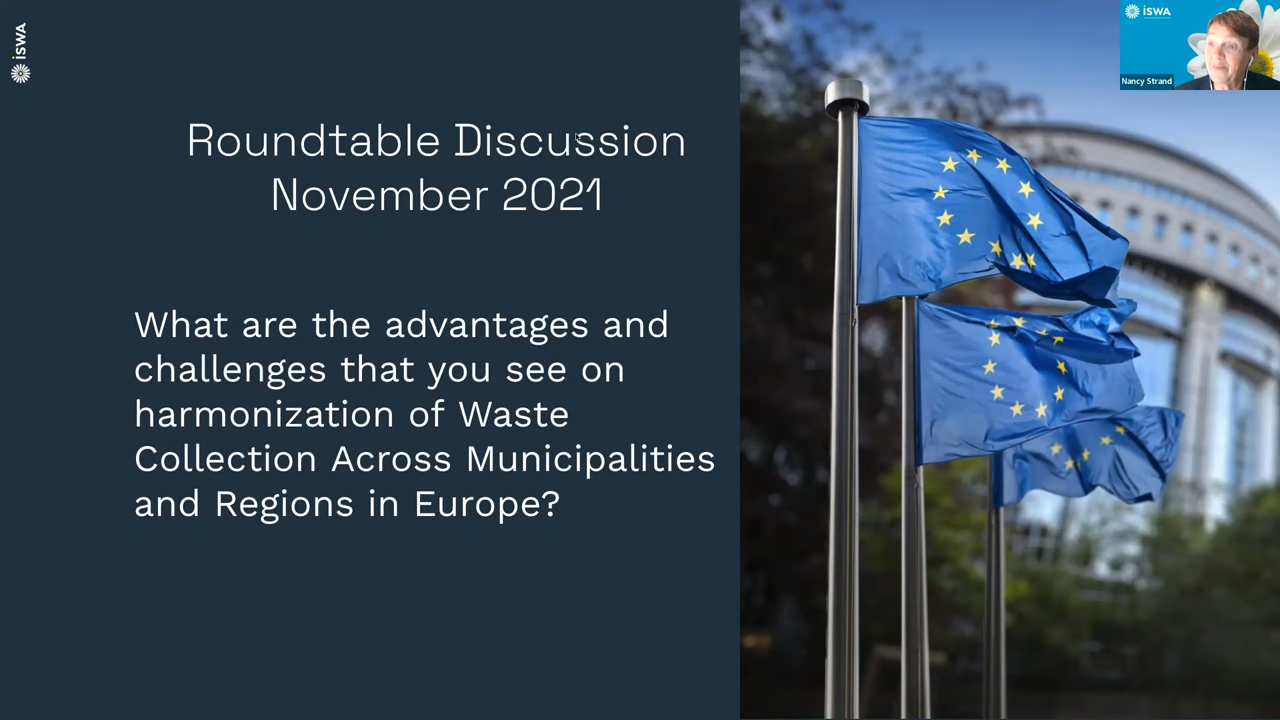 iSWA
Roundtable Discussion
November 2021
What are the advantages and
challenges that you see on
harmonization of Waste
Collection Across Municipalities
and Regions in Europe?
iSWA
Nancy Strand